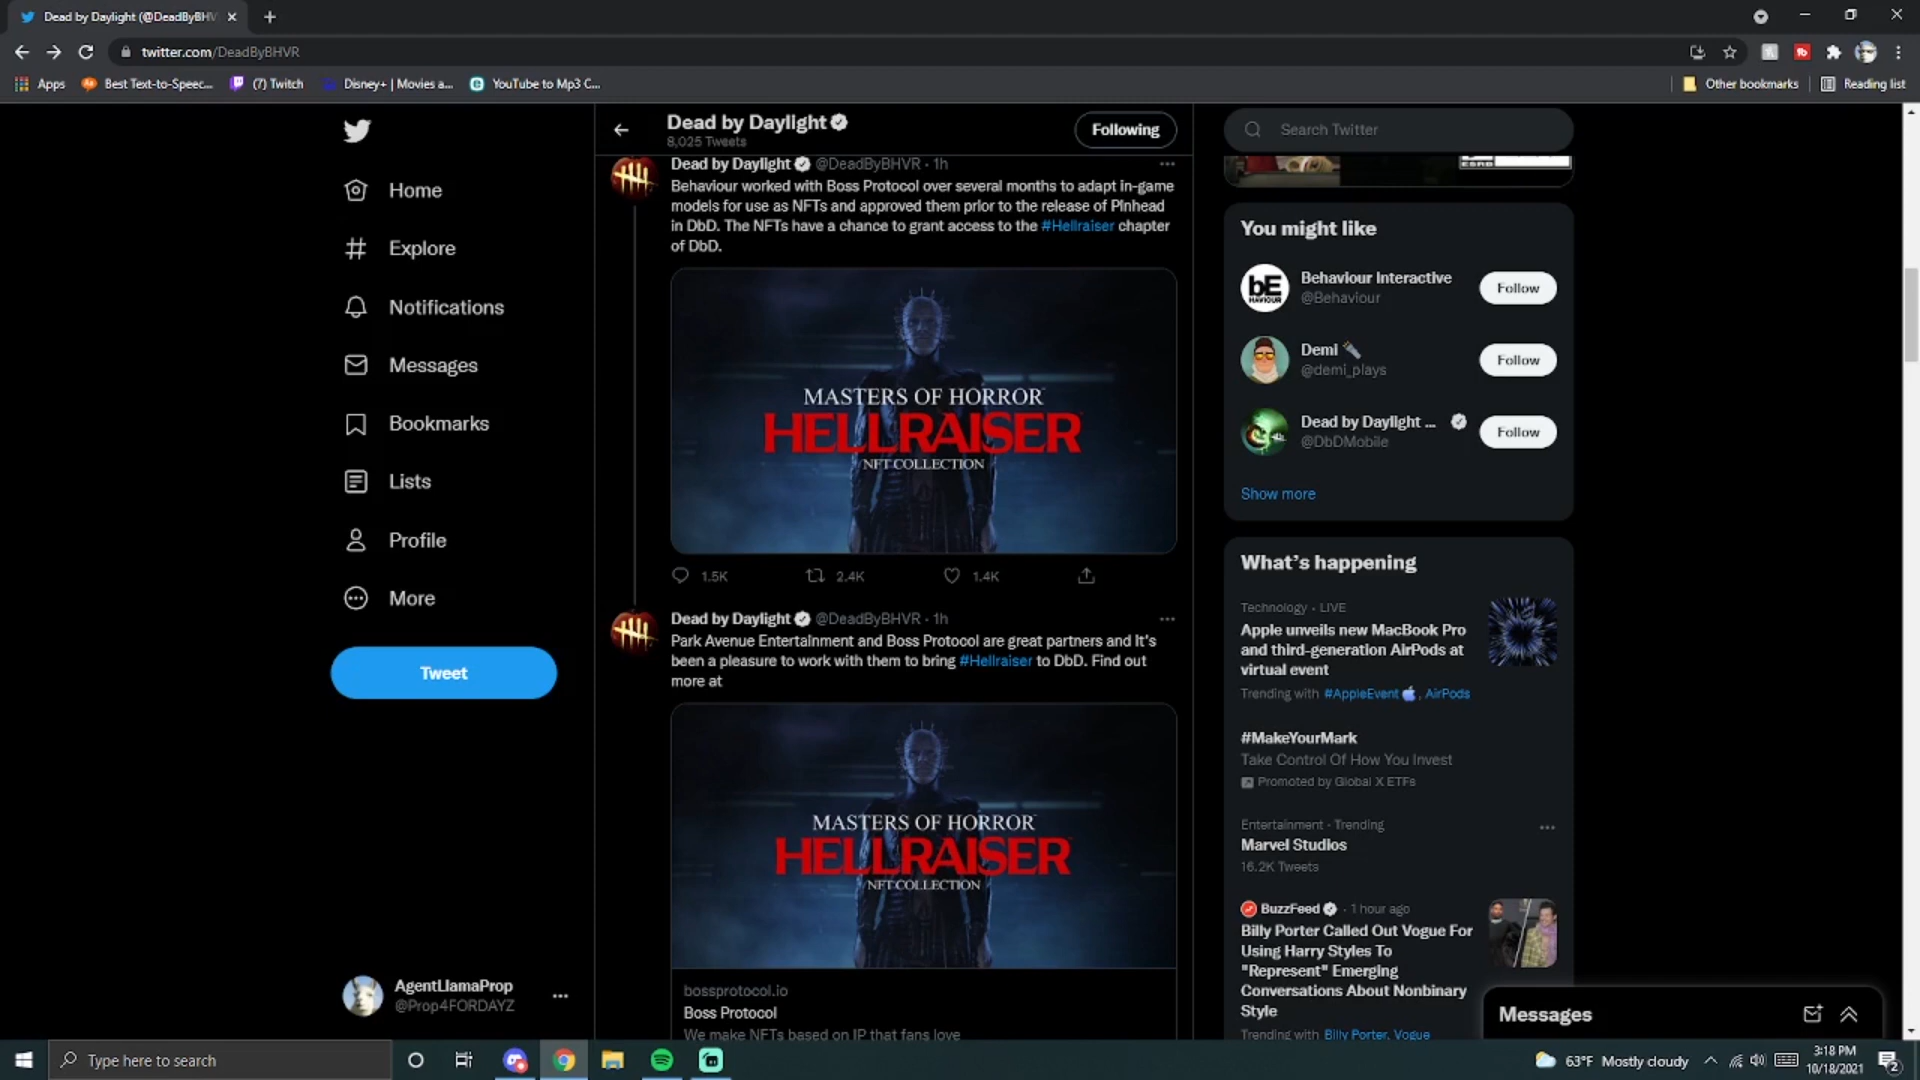 Dead by Daylight (@DeadByBHV
twitter.com/DeadByBHVR
Apps
Best Text-to-Speec...
(7) Twitch
Disney+ | Movies a...
YouTube to Mp3 C...
Other bookmarks
Reading list
Home
Explore
Notifications
Messages
Bookmarks
Lists
Profile
More
Tweet
AgentLlamaProp
@Prop4FORDAYZ
Dead by Daylight
8,025 Tweets
Following
Dead by Daylight @DeadByBHVR · 1h
Behaviour worked with Boss Protocol over several months to adapt in-game
models for use as NFTs and approved them prior to the release of Pinhead
in DbD. The NFTs have a chance to grant access to the #Hellraiser chapter
of DbD.
MASTERS OF HORROR™
HELLRAISER
NFT COLLECTION
1.5K
2.4K
1.4K
Dead by Daylight @DeadByBHVR · 1h
Park Avenue Entertainment and Boss Protocol are great partners and it's
been a pleasure to work with them to bring #Hellraiser to DbD. Find out
more at
MASTERS OF HORROR™
HELLRAISER
NFT COLLECTION
bossprotocol.io
Boss Protocol
We make NFTs based on IP that fans love
Search Twitter
You might like
bE
HAVIOUR
Behaviour Interactive
@Behaviour
Follow
Demi
@demi_plays
Follow
Dead by Daylight ...
@DbDMobile
Follow
Show more
What's happening
Technology · LIVE
Apple unveils new MacBook Pro
and third-generation AirPods at
virtual event
Trending with #AppleEvent , AirPods
#MakeYourMark
Take Control Of How You Invest
Promoted by Global X ETFs
Entertainment · Trending
Marvel Studios
16.2K Tweets
BuzzFeed · 1 hour ago
Billy Porter Called Out Vogue For
Using Harry Styles To
"Represent" Emerging
Conversations About Nonbinary
Style
Trending with Billy Porter, Vogue
Messages
Type here to search
63°F Mostly cloudy
3:18 PM
10/18/2021
2